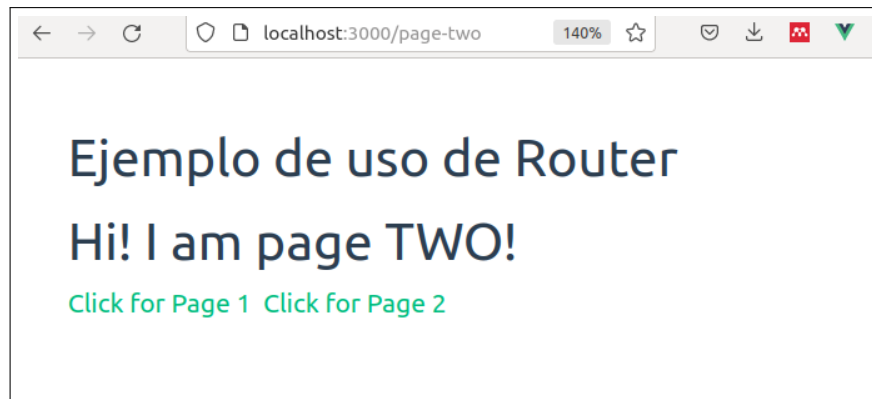 localhost:3000/page-two 140%
Ejemplo de uso de Router
Hi! I am page TWO!
Click for Page 1 Click for Page 2